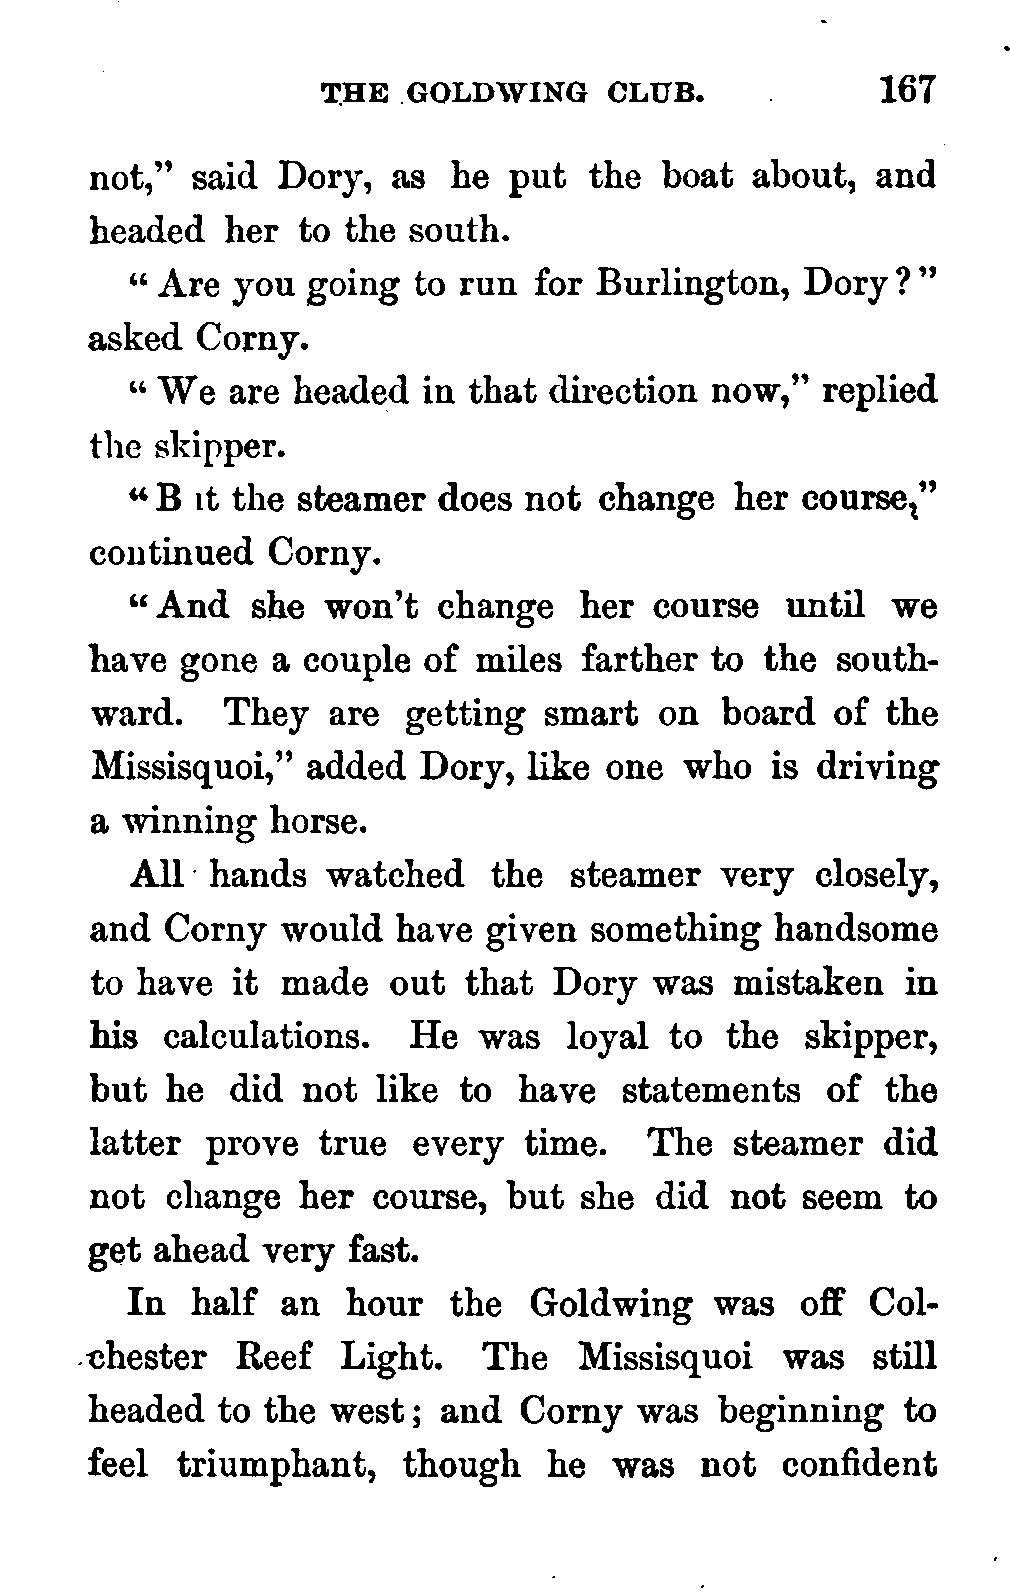 THE GOLDWING CLUB. 167
not,” said Dory, as he put the boat about, and
headed her to the south.
“ Are you going to run for Burlington, Dory?”
asked Corny.
“ We are headed in that direction now,” replied
the skipper.
“ B ıt the steamer does not change her course,”
continued Corny.
“ And she won’t change her course until we
have gone a couple of miles farther to the south-
ward. They are getting smart on board of the
Missisquoi,” added Dory, like one who is driving
a winning horse.
All hands watched the steamer very closely,
and Corny would have given something handsome
to have it made out that Dory was mistaken in
his calculations. He was loyal to the skipper,
but he did not like to have statements of the
latter prove true every time. The steamer did
not change her course, but she did not seem to
get ahead very fast.
In half an hour the Goldwing was off Col-
chester Reef Light. The Missisquoi was still
headed to the west; and Corny was beginning to
feel triumphant, though he was not confident